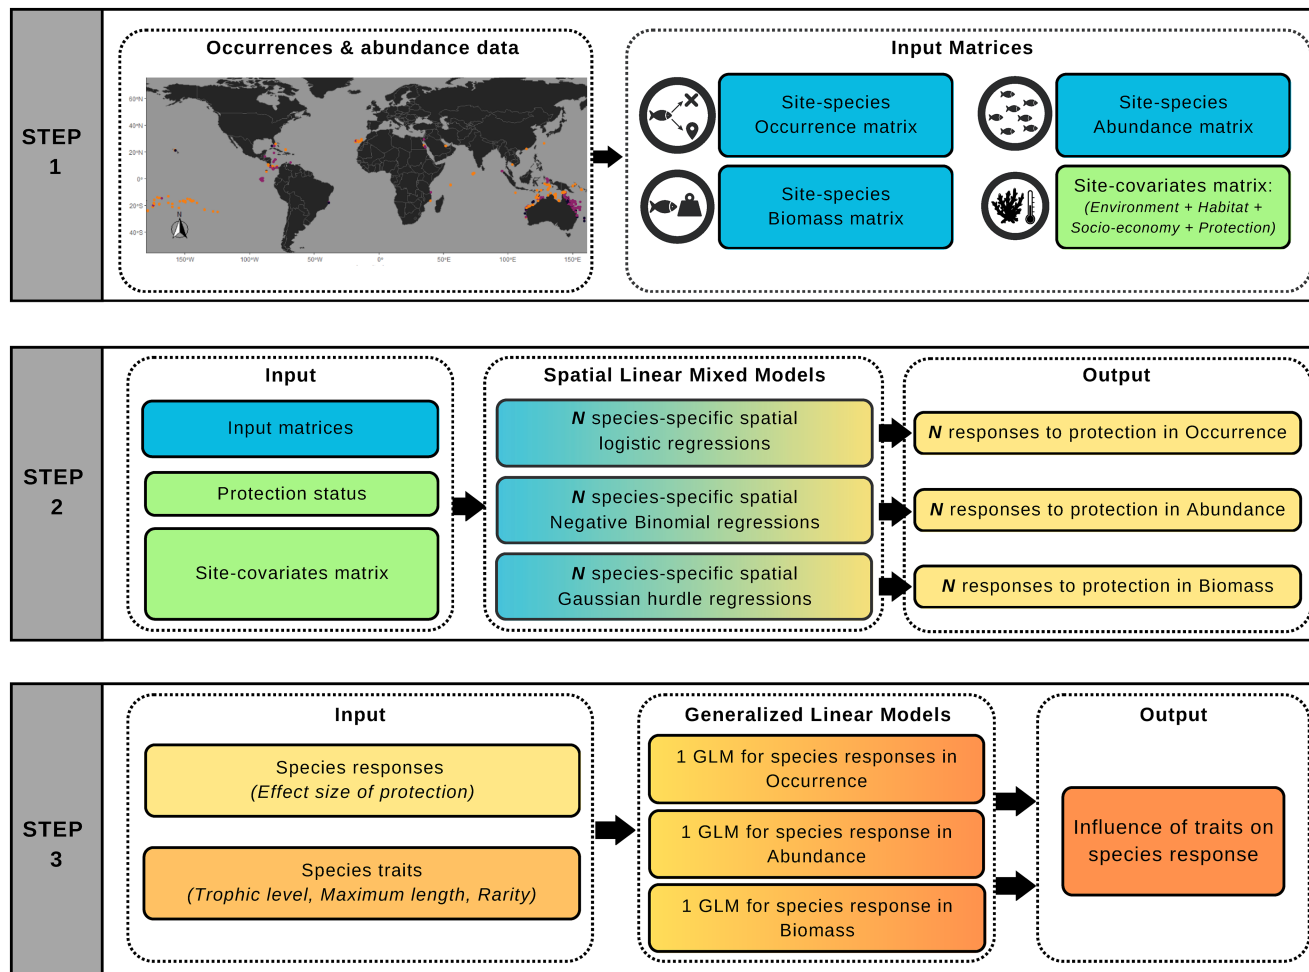 STEP
1
Occurrences & abundance data
60°N
40°N
20°N
0°
20°S
40°S
N
150°W
100°W
50°W
0°
50°E
100°E
150°E
Input Matrices
Site-species
Occurrence matrix
Site-species
Abundance matrix
Site-species
Biomass matrix
Site-covariates matrix:
(Environment + Habitat +
Socio-economy + Protection)
STEP
2
Input
Input matrices
Protection status
Site-covariates matrix
Spatial Linear Mixed Models
N species-specific spatial
logistic regressions
N species-specific spatial
Negative Binomial regressions
N species-specific spatial
Gaussian hurdle regressions
Output
N responses to protection in Occurrence
N responses to protection in Abundance
N responses to protection in Biomass
STEP
3
Input
Species responses
(Effect size of protection)
Species traits
(Trophic level, Maximum length, Rarity)
Generalized Linear Models
1 GLM for species responses in
Occurrence
1 GLM for species response in
Abundance
1 GLM for species response in
Biomass
Output
Influence of traits on
species response